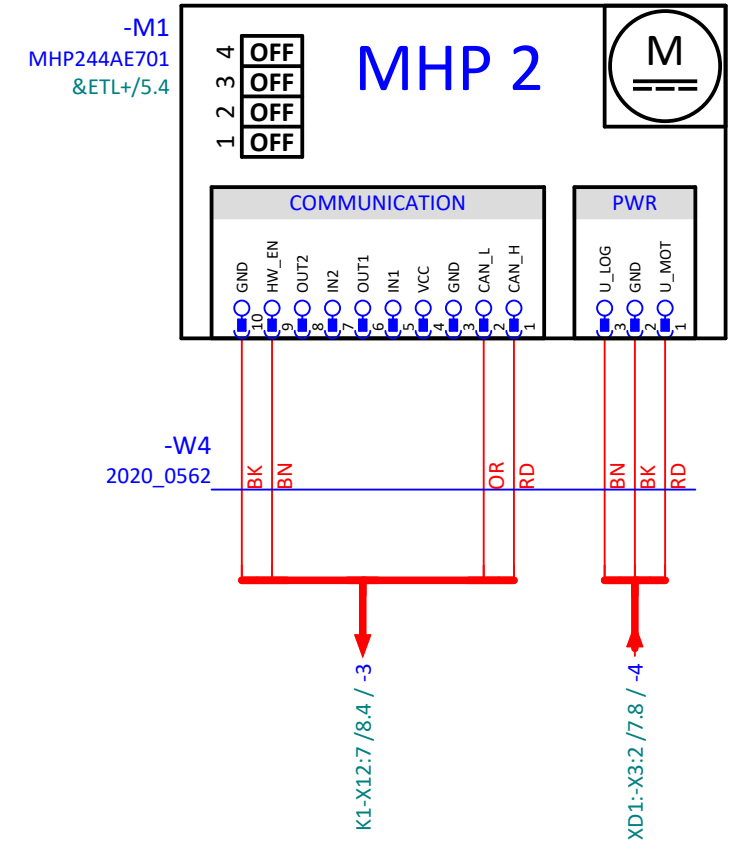 -M1
MHP244AE701
&ETL+/5.4
4 OFF
3 OFF
2 OFF
1 OFF
MHP 2
M
COMMUNICATION
PWR
GND
HW_EN
OUT2
IN2
OUT1
IN1
VCC
GND
CAN_L
CAN_H
U_LOG
GND
U_MOT
10
9
8
7
6
5
4
3
2
1
3
2
1
-W4
2020_0562
BK
BN
OR
RD
BN
BK
RD
K1-X12:7 /8.4 / -3
XD1:-X3:2 /7.8 / -4